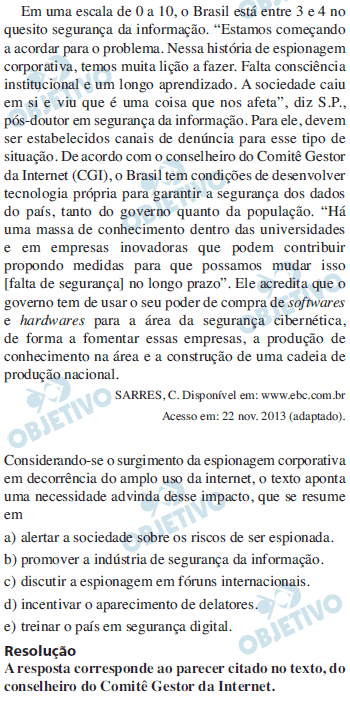 Em uma escala de 0 a 10, o Brasil está entre 3 e 4 no
quesito segurança da informação. “Estamos começando
a acordar para o problema. Nessa história de espionagem
corporativa, temos muita lição a fazer. Falta consciência
institucional e um longo aprendizado. A sociedade caiu
em si e viu que é uma coisa que nos afeta”, diz S.P.,
pós-doutor em segurança da informação. Para ele, devem
ser estabelecidos canais de denúncia para esse tipo de
situação. De acordo com o conselheiro do Comitê Gestor
da Internet (CGI), o Brasil tem condições de desenvolver
tecnologia própria para garantir a segurança dos dados
do país, tanto do governo quanto da população. “Há
uma massa de conhecimento dentro das universidades
e em empresas inovadoras que podem contribuir
propondo medidas para que possamos mudar isso
[falta de segurança] no longo prazo”. Ele acredita que o
governo tem de usar o seu poder de compra de softwares
e hardwares para a área da segurança cibernética,
de forma a fomentar essas empresas, a produção de
conhecimento na área e a construção de uma cadeia de
produção nacional.
SARRES, C. Disponível em: www.ebc.com.br
Acesso em: 22 nov. 2013 (adaptado).
Considerando-se o surgimento da espionagem corporativa
em decorrência do amplo uso da internet, o texto aponta
uma necessidade advinda desse impacto, que se resume
em
a) alertar a sociedade sobre os riscos de ser espionada.
b) promover a indústria de segurança da informação.
c) discutir a espionagem em fóruns internacionais.
d) incentivar o aparecimento de delatores.
e) treinar o país em segurança digital.
Resolução
A resposta corresponde ao parecer citado no texto, do
conselheiro do Comitê Gestor da Internet.
OBJETIVO
OBJETIVO
OBJETIVO
OBJETIVO
OBJETIVO
OBJETIVO
OBJETIVO